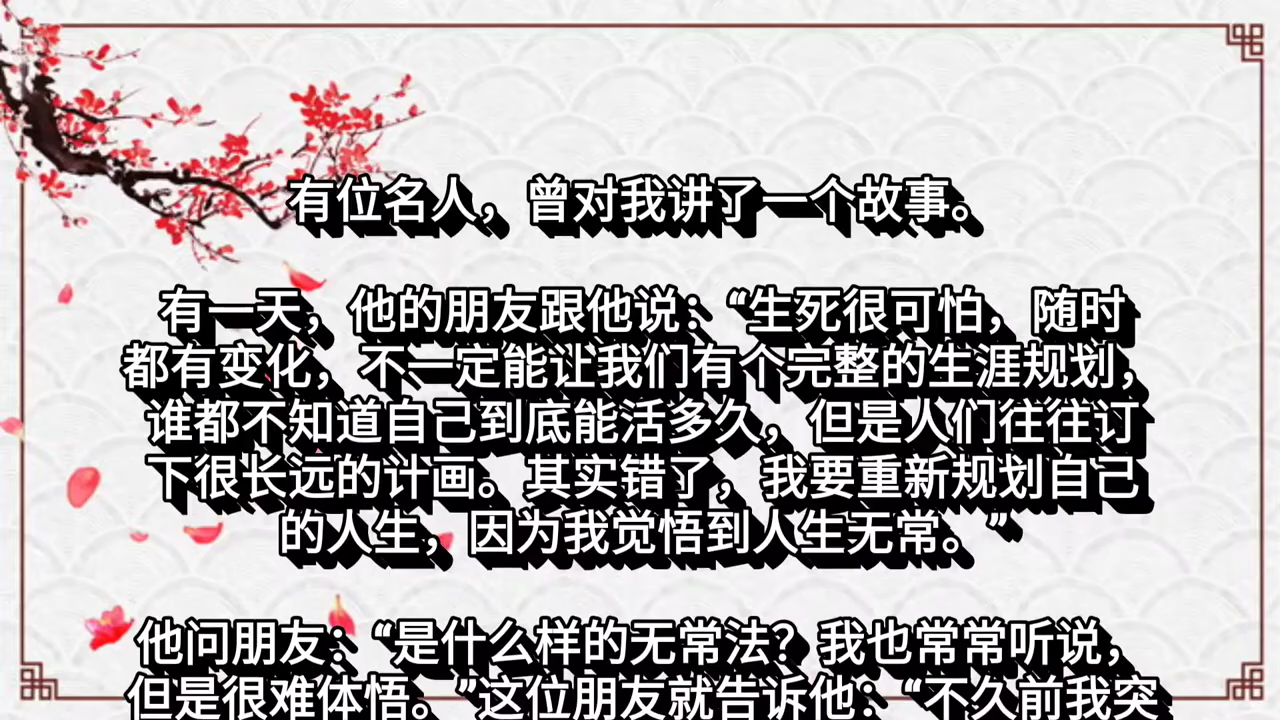 有位名人，曾对我讲了一个故事。
有一天，他的朋友跟他说：“生死很可怕，随时
都有变化，不一定能让我们有个完整的生涯规划，
谁都不知道自己到底能活多久，但是人们往往订
下很长远的计画。其实错了，我要重新规划自己
的人生，因为我觉悟到人生无常。”
他问朋友：“是什么样的无常法？我也常常听说，
但是很难体悟。”这位朋友就告诉他：“不久前我突